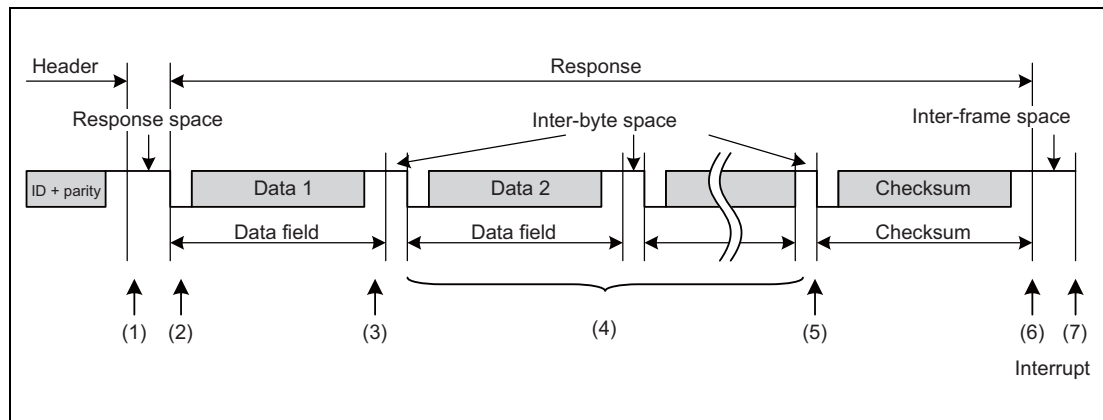 Header
Response
Response space
Inter-byte space
Inter-frame space
ID + parity
Data 1
Data 2
Checksum
Data field
Data field
Checksum
(1)
(2)
(3)
(4)
(5)
(6)
(7)
Interrupt